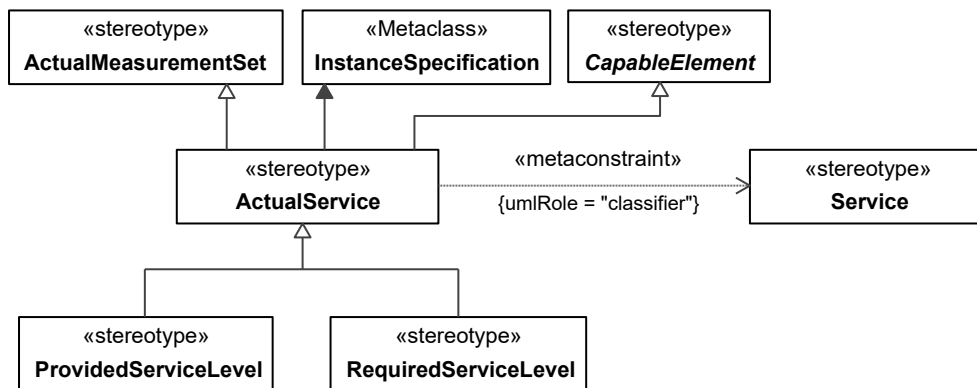 «stereotype»
ActualMeasurementSet
«Metaclass»
InstanceSpecification
«stereotype»
CapableElement
«stereotype»
ActualService
«metaconstraint»
{umlRole = "classifier"}
«stereotype»
Service
«stereotype»
ProvidedServiceLevel
«stereotype»
RequiredServiceLevel